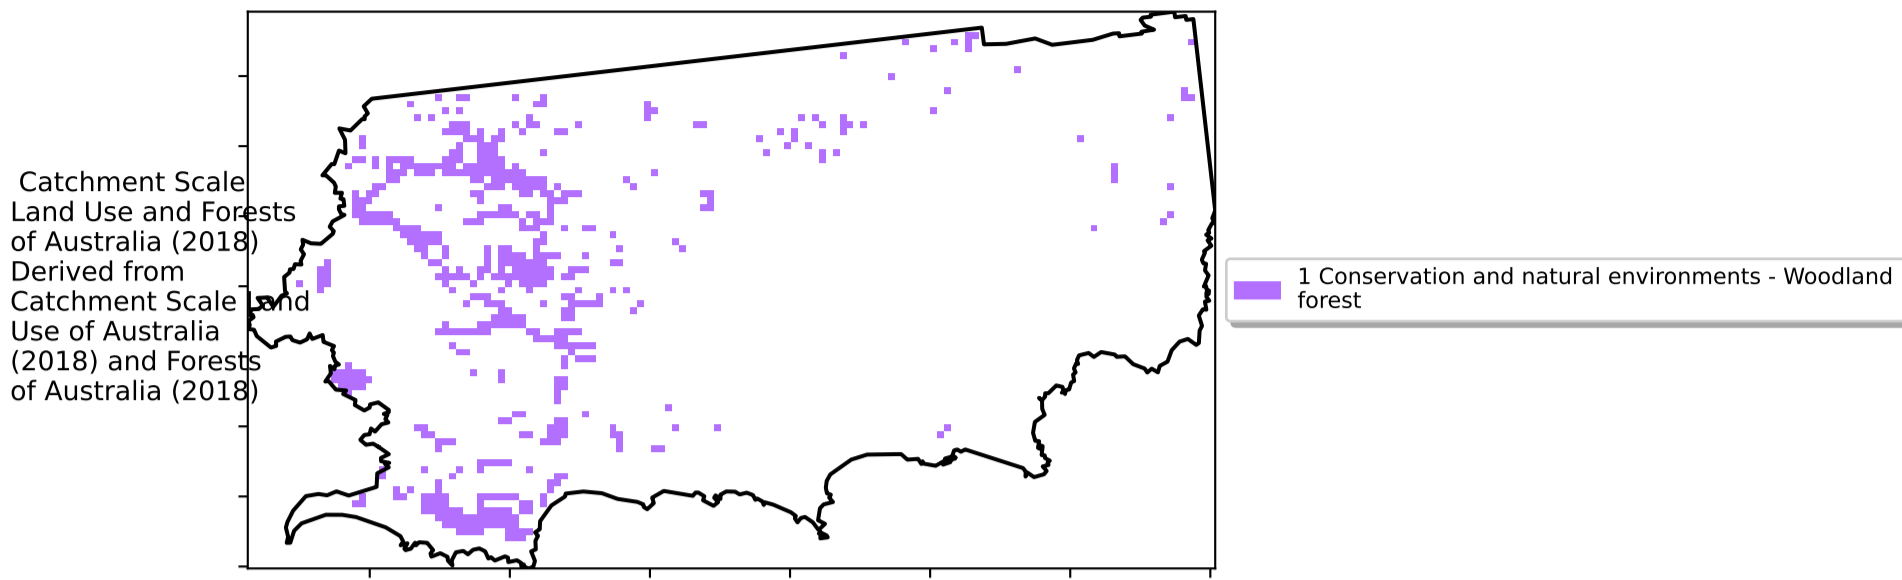 Catchment Scale
Land Use and Forests
of Australia (2018)
Derived from
Catchment Scale Land
Use of Australia
(2018) and Forests
of Australia (2018)
1 Conservation and natural environments - Woodland
forest